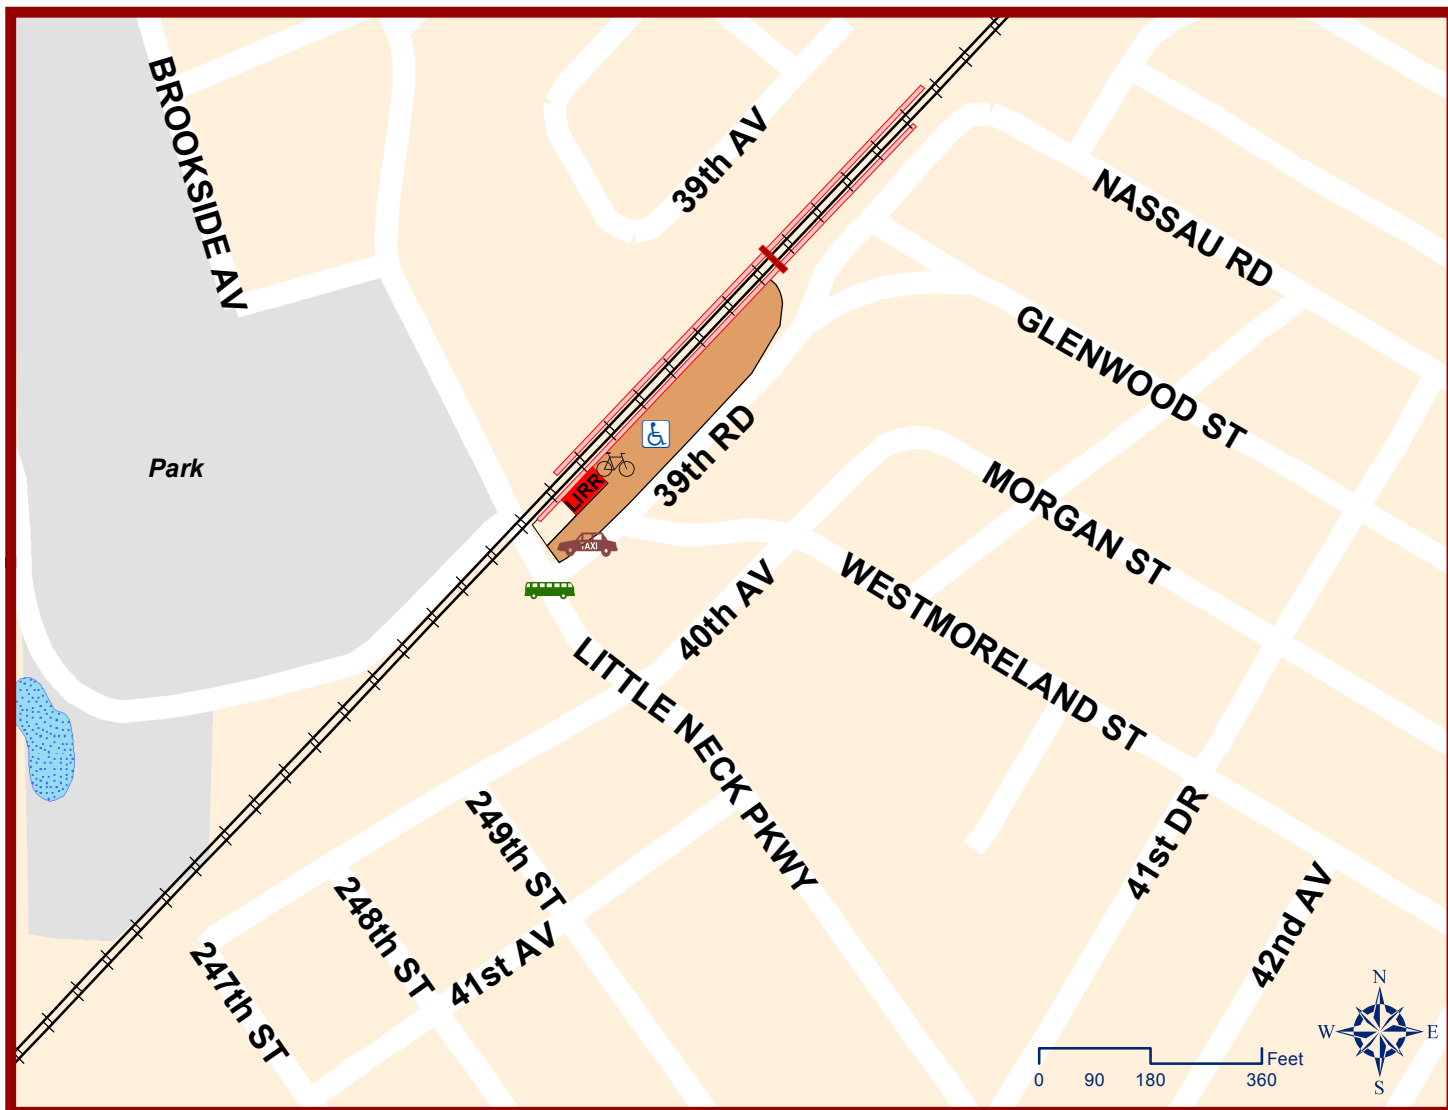 BROOKSIDE AV
39th AV
NASSAU RD
GLENWOOD ST
Park
LIRR
39th RD
MORGAN ST
TAXI
40th AV
WESTMORELAND ST
LITTLE NECK PKWY
249th ST
41st DR
248th ST
41st AV
42nd AV
247th ST
N
W E
S
Feet
0 90 180 360